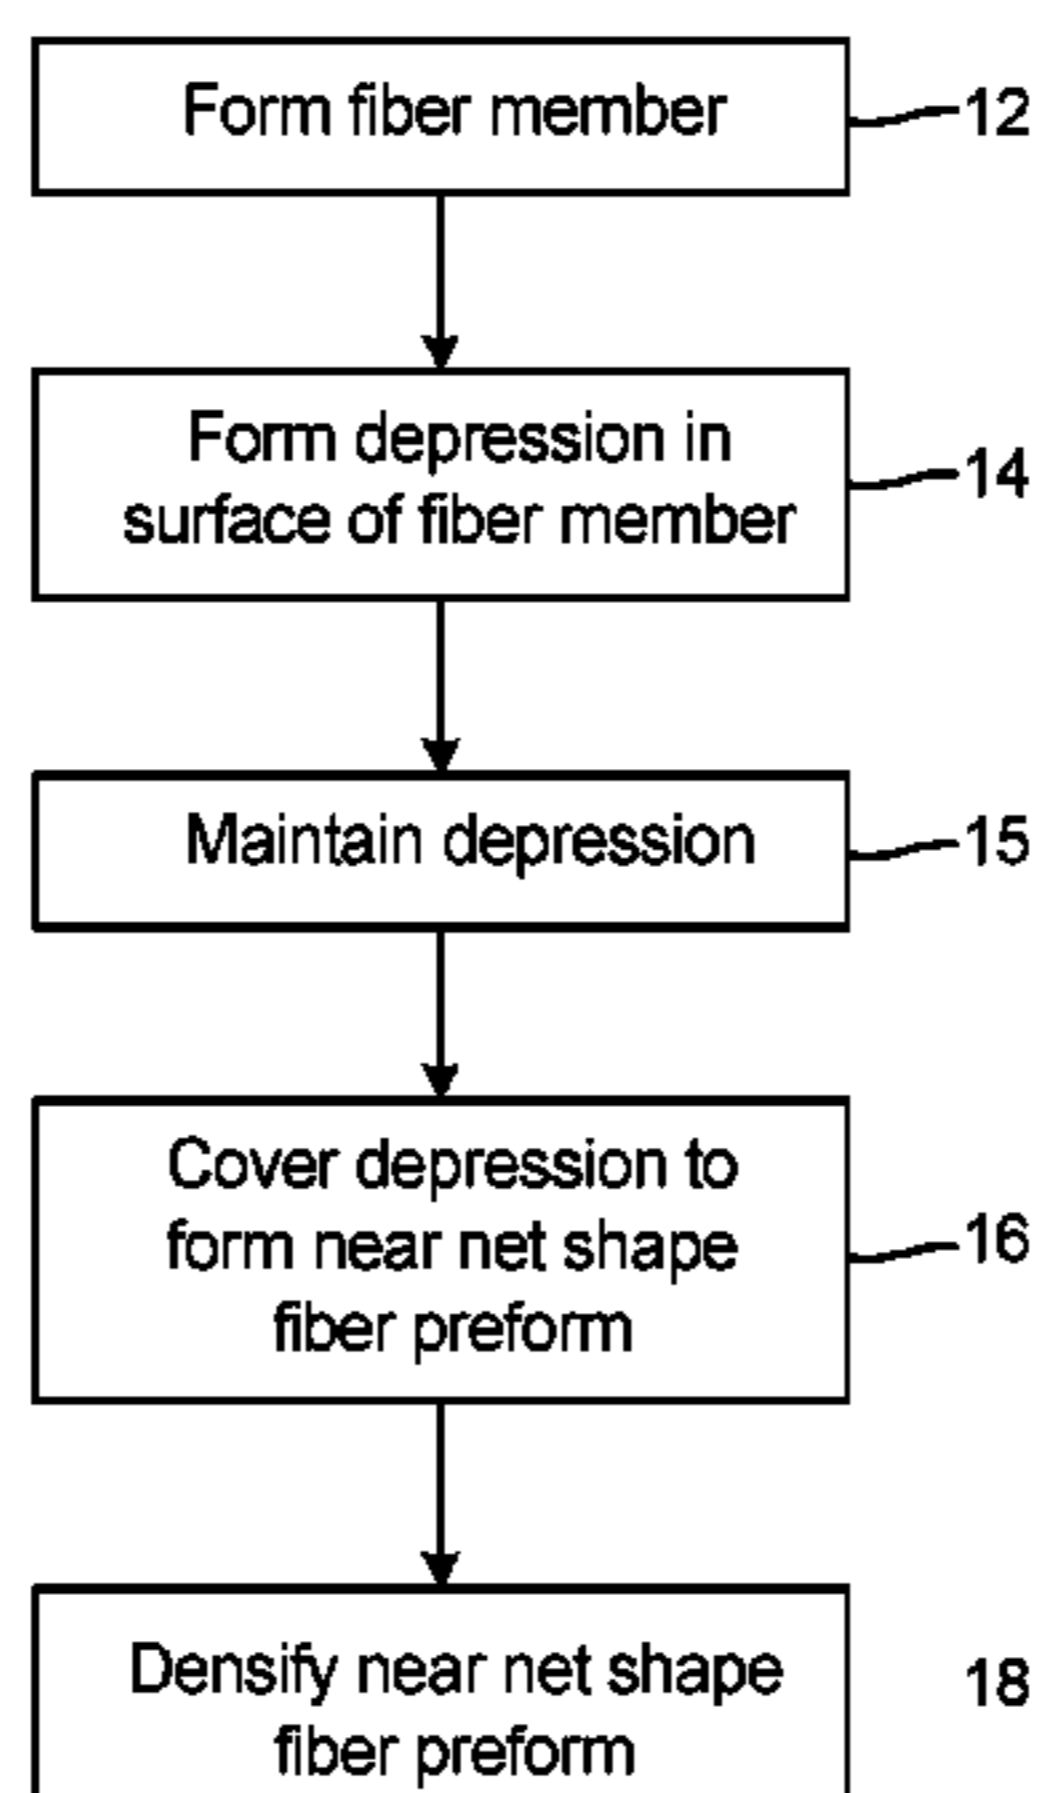 Form fiber member
12
Form depression in
surface of fiber member
14
Maintain depression
15
Cover depression to
form near net shape
fiber preform
16
Densify near net shape
fiber preform
18